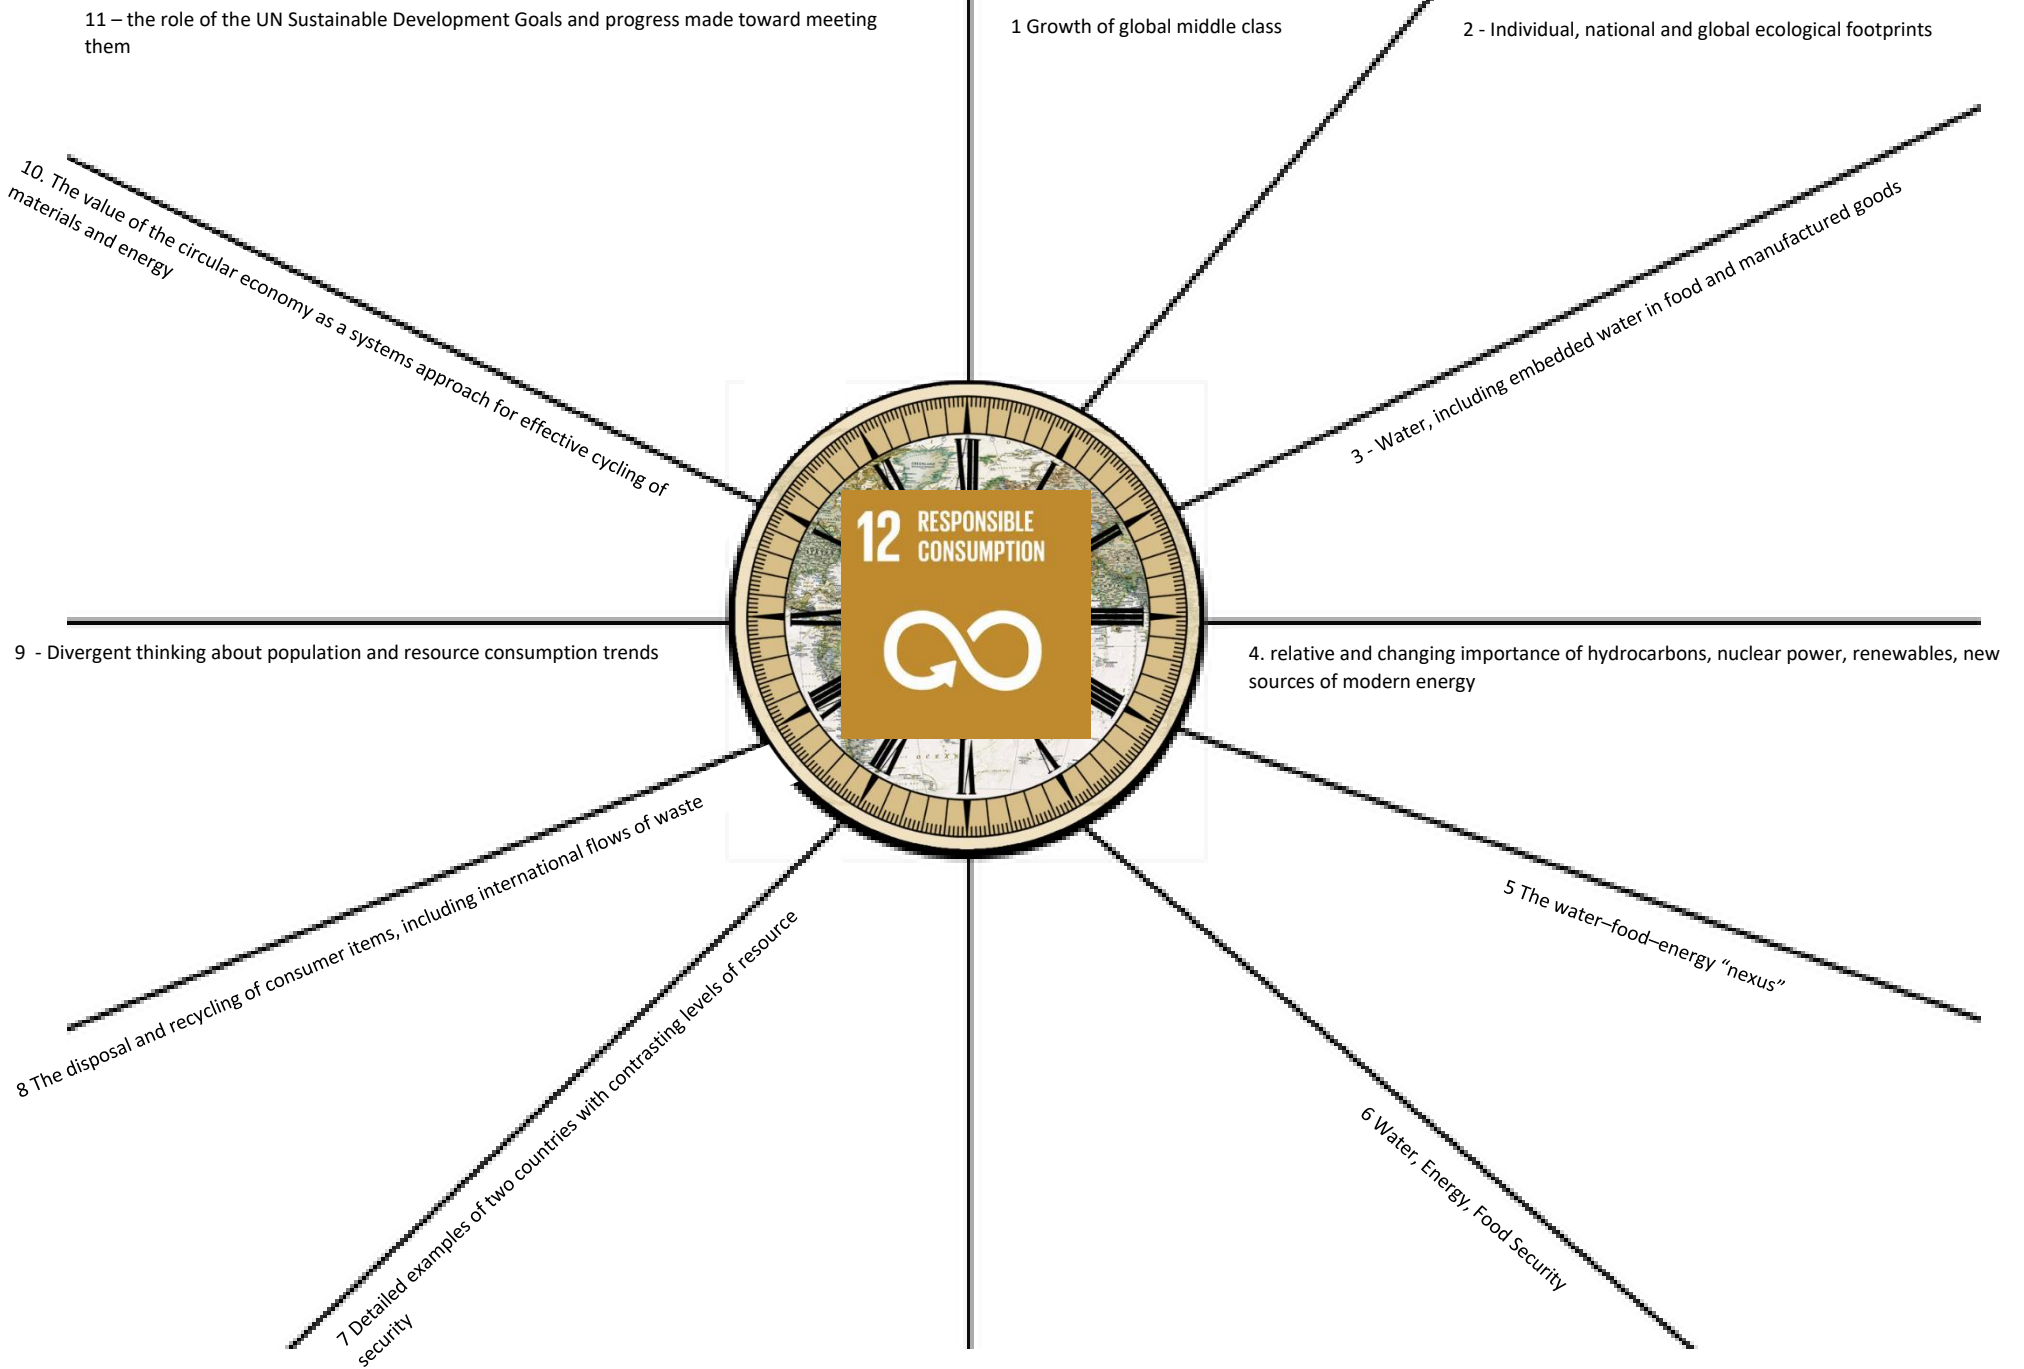 11 – the role of the UN Sustainable Development Goals and progress made toward meeting
them
1 Growth of global middle class
2 - Individual, national and global ecological footprints
3 - Water, including embedded water in food and manufactured goods
4. relative and changing importance of hydrocarbons, nuclear power, renewables, new
sources of modern energy
5 The water–food–energy “nexus”
6 Water, Energy, Food Security
7 Detailed examples of two countries with contrasting levels of resource
security
8 The disposal and recycling of consumer items, including international flows of waste
9 - Divergent thinking about population and resource consumption trends
10. The value of the circular economy as a systems approach for effective cycling of
materials and energy
12 RESPONSIBLE
CONSUMPTION